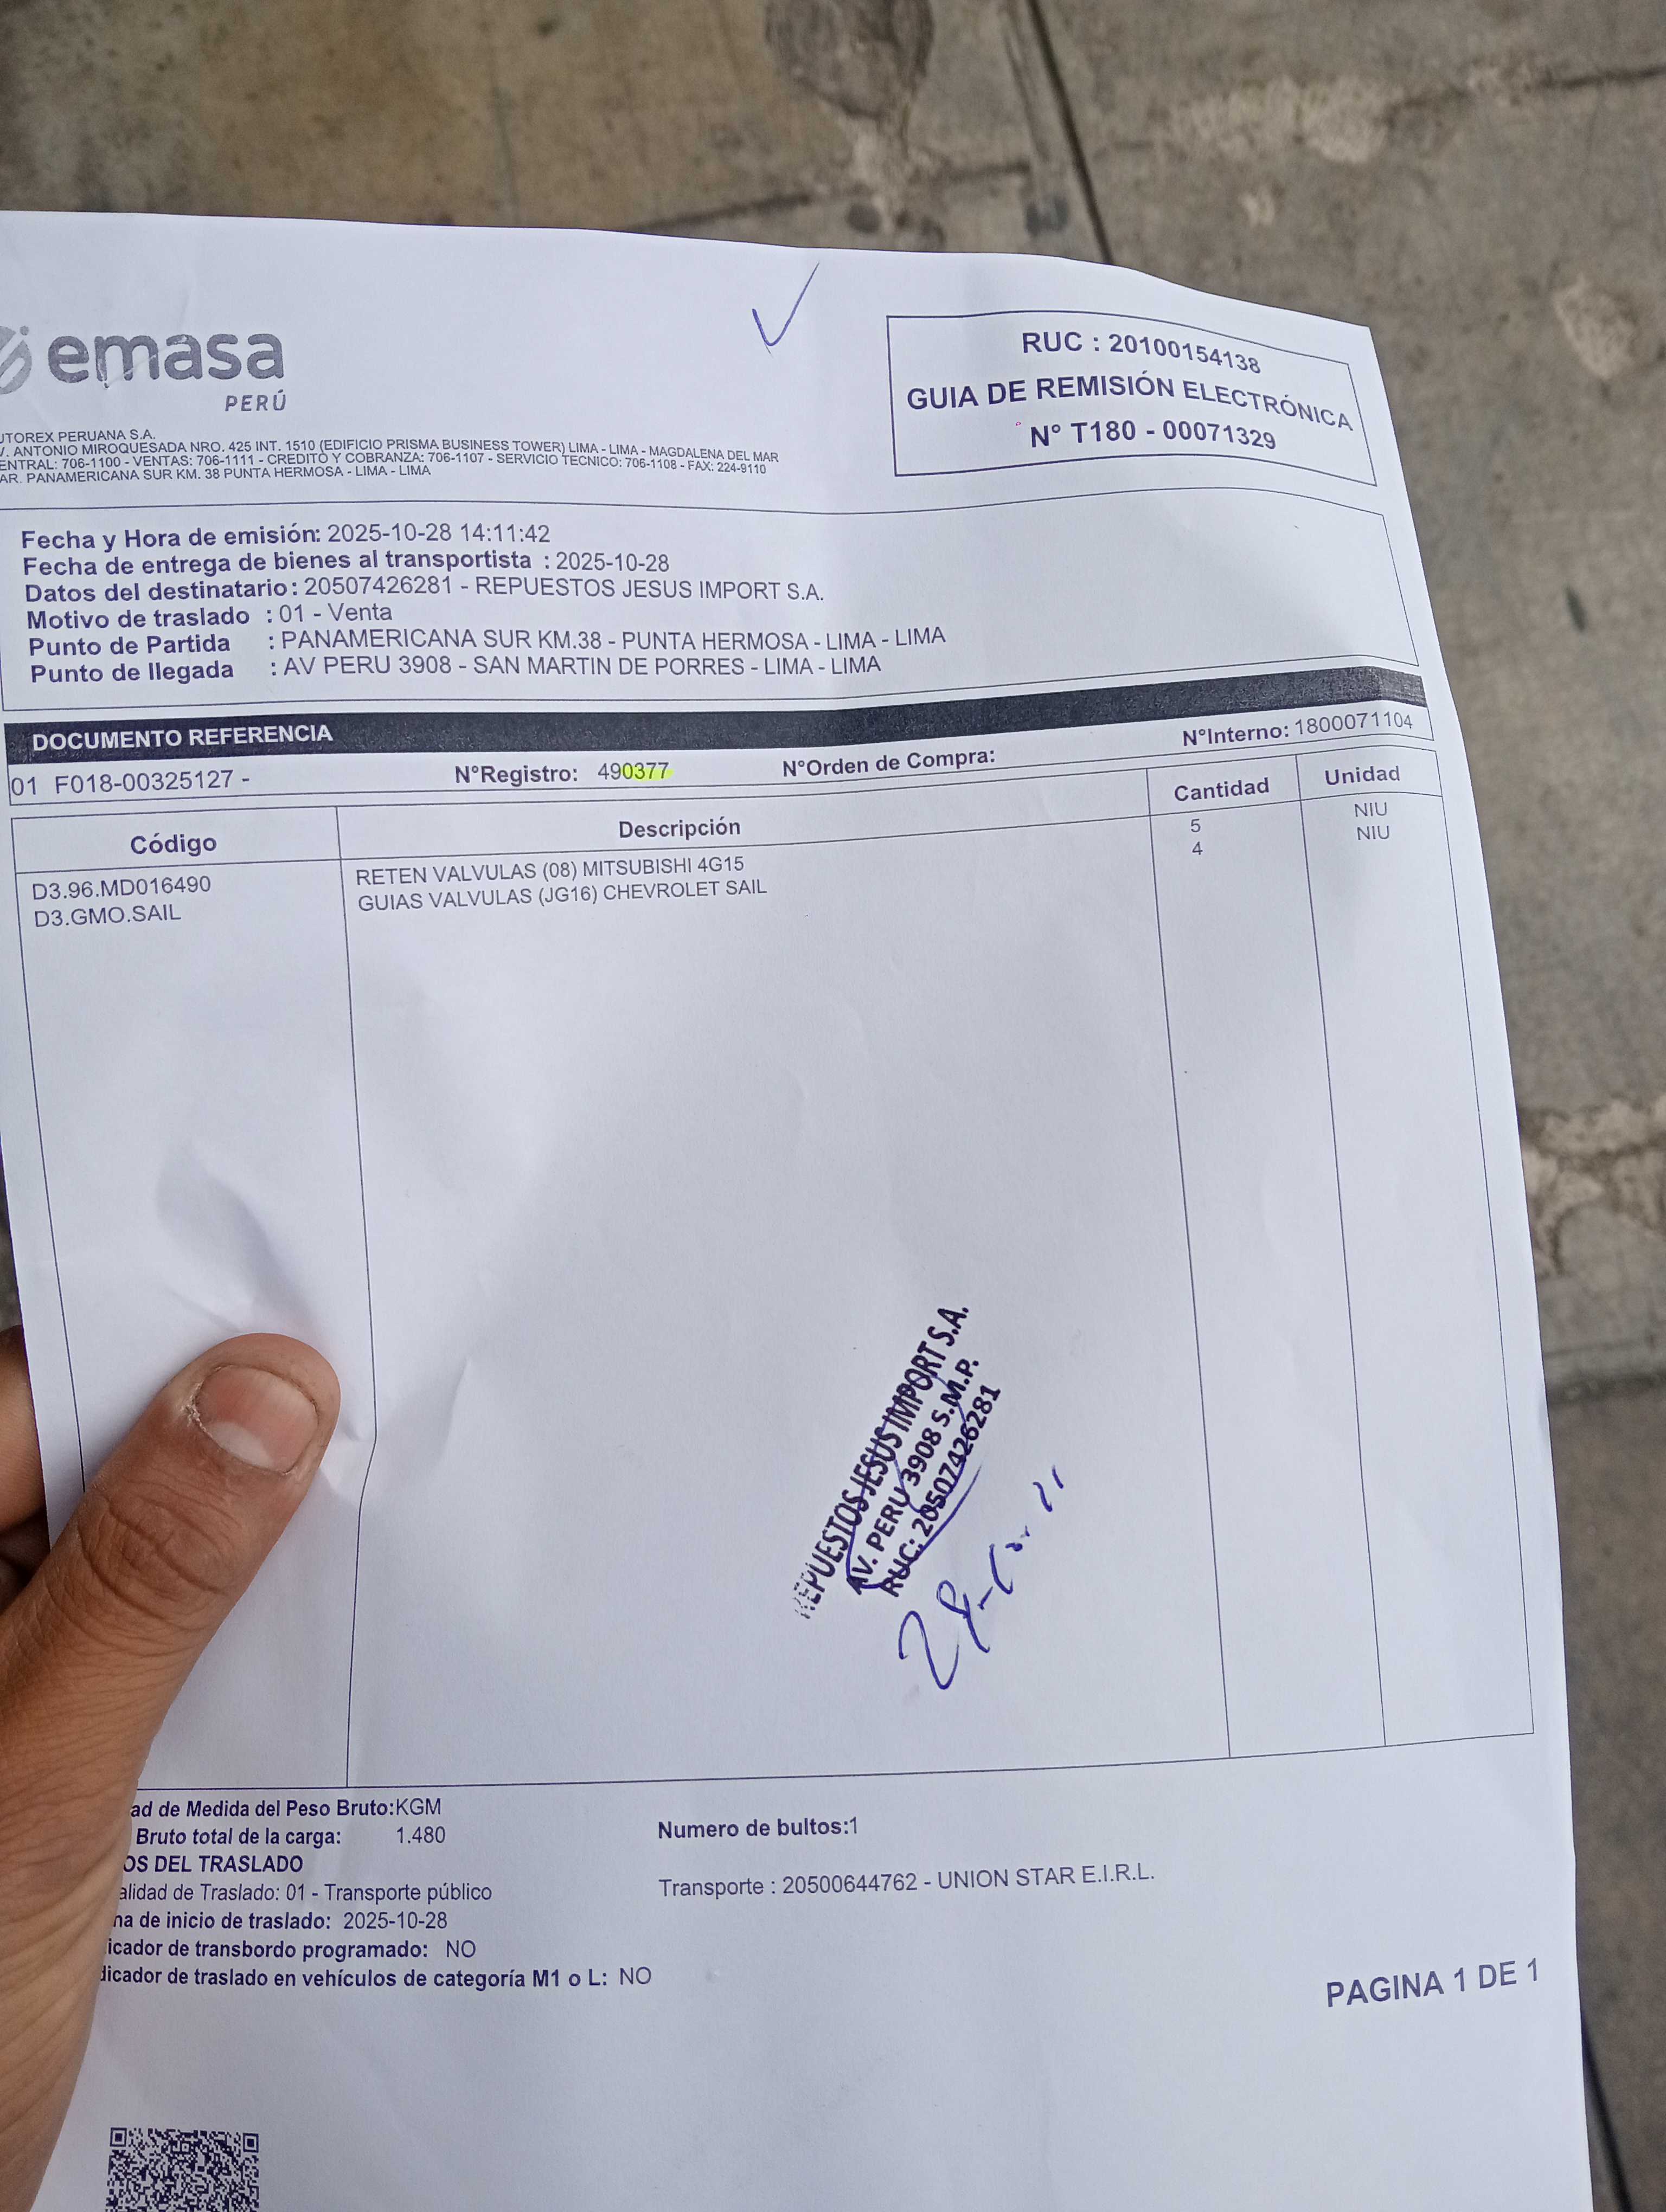 emasa
PERÚ
UTOREX PERUANA S.A.
V. ANTONIO MIROQUESADA NRO. 425 INT. 1510 (EDIFICIO PRISMA BUSINESS TOWER) LIMA - LIMA - MAGDALENA DEL MAR
ENTRAL: 706-1100 - VENTAS: 706-1111 - CREDITO Y COBRANZA: 706-1107 - SERVICIO TECNICO: 706-1108 - FAX: 224-9110
AR. PANAMERICANA SUR KM. 38 PUNTA HERMOSA - LIMA - LIMA
RUC : 20100154138
GUIA DE REMISIÓN ELECTRÓNICA
N° T180 - 00071329
Fecha y Hora de emisión: 2025-10-28 14:11:42
Fecha de entrega de bienes al transportista : 2025-10-28
Datos del destinatario : 20507426281 - REPUESTOS JESUS IMPORT S.A.
Motivo de traslado : 01 - Venta
Punto de Partida : PANAMERICANA SUR KM.38 - PUNTA HERMOSA - LIMA - LIMA
Punto de llegada : AV PERU 3908 - SAN MARTIN DE PORRES - LIMA - LIMA
DOCUMENTO REFERENCIA
01 F018-00325127 - N°Registro: 490377 N°Orden de Compra: N°Interno: 1800071104
Código Descripción Cantidad Unidad
D3.96.MD016490 RETEN VALVULAS (08) MITSUBISHI 4G15 5 NIU
D3.GMO.SAIL GUIAS VALVULAS (JG16) CHEVROLET SAIL 4 NIU
REPUESTOS JESUS IMPORT S.A.
AV. PERU 3908 S.M.P.
RUC: 20507426281
ad de Medida del Peso Bruto:KGM
Bruto total de la carga: 1.480
Numero de bultos:1
OS DEL TRASLADO
alidad de Traslado: 01 - Transporte público
Transporte : 20500644762 - UNION STAR E.I.R.L.
ha de inicio de traslado: 2025-10-28
icador de transbordo programado: NO
dicador de traslado en vehículos de categoría M1 o L: NO
PAGINA 1 DE 1